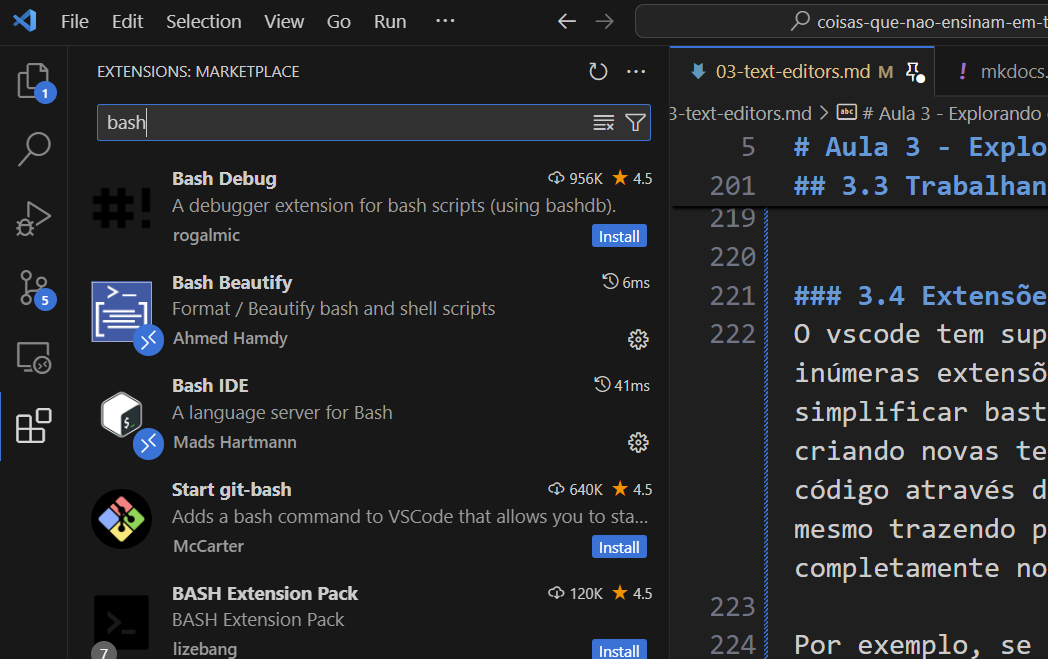 File Edit Selection View Go Run ···
coisas-que-nao-ensinam-em-t
EXTENSIONS: MARKETPLACE
bash
Bash Debug 956K 4.5
A debugger extension for bash scripts (using bashdb).
rogalmic Install
Bash Beautify 6ms
Format / Beautify bash and shell scripts
Ahmed Hamdy
Bash IDE 41ms
A language server for Bash
Mads Hartmann
Start git-bash 640K 4.5
Adds a bash command to VSCode that allows you to sta...
McCarter Install
BASH Extension Pack 120K 4.5
BASH Extension Pack
lizebang Install
7
1
5
03-text-editors.md M
! mkdocs.
3-text-editors.md > abc # Aula 3 - Explorando
5 # Aula 3 - Explo
201 ## 3.3 Trabalhan
219
220
221 ### 3.4 Extensõe
222 O vscode tem sup
inúmeras extensõ
simplificar bast
criando novas te
código através d
mesmo trazendo p
completamente no
223
224 Por exemplo, se